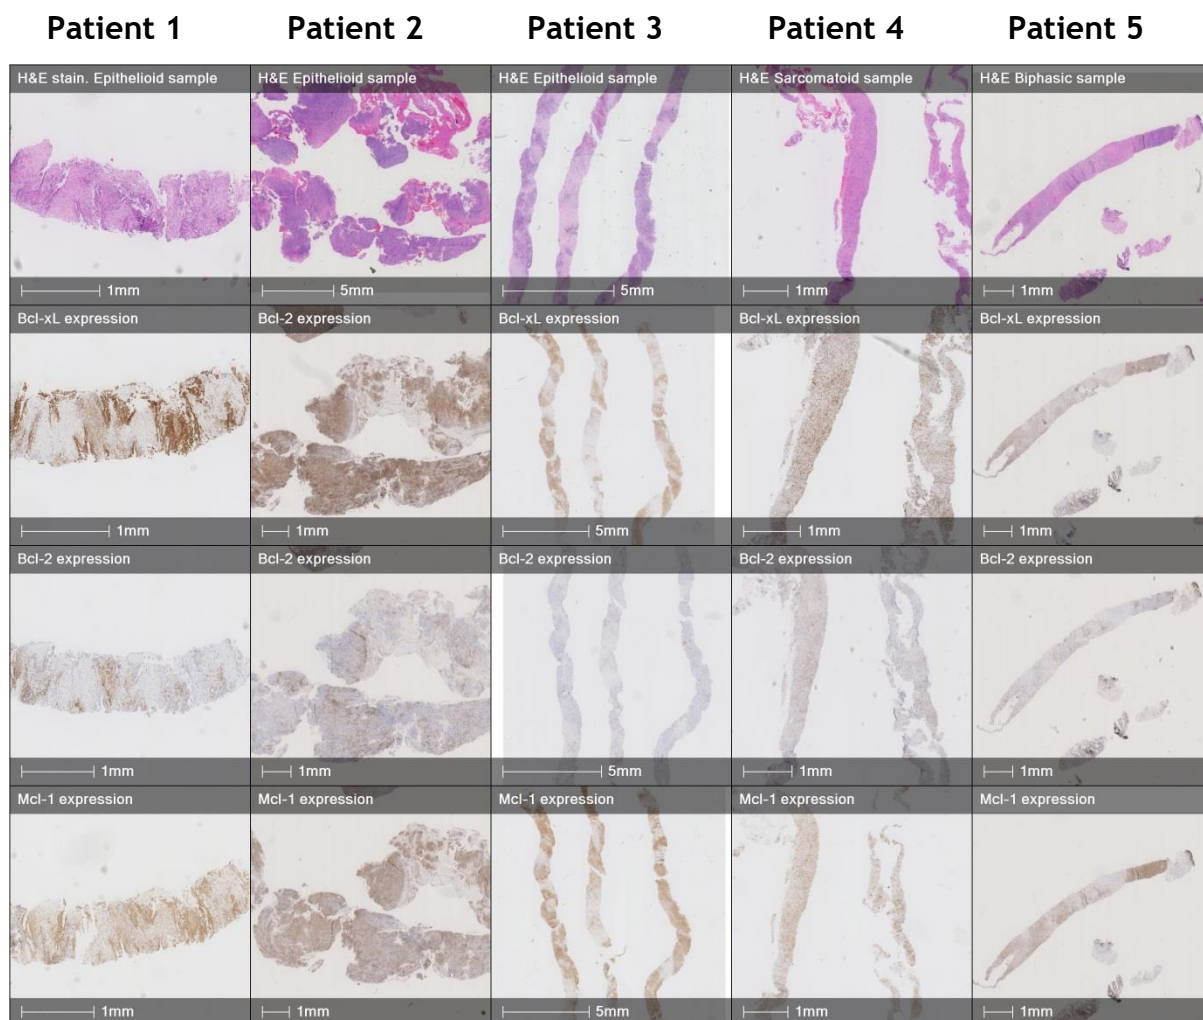 Patient 1 Patient 2 Patient 3 Patient 4 Patient 5
H&E stain. Epithelioid sample H&E Epithelioid sample H&E Epithelioid sample H&E Sarcomatoid sample H&E Biphasic sample
1mm 5mm 5mm 1mm 1mm
Bcl-xL expression Bcl-2 expression Bcl-xL expression Bcl-xL expression Bcl-xL expression
1mm 1mm 5mm 1mm 1mm
Bcl-2 expression Bcl-2 expression Bcl-2 expression Bcl-2 expression
1mm 1mm 5mm 1mm 1mm
Mcl-1 expression Mcl-1 expression Mcl-1 expression Mcl-1 expression Mcl-1 expression
1mm 1mm 5mm 1mm 1mm